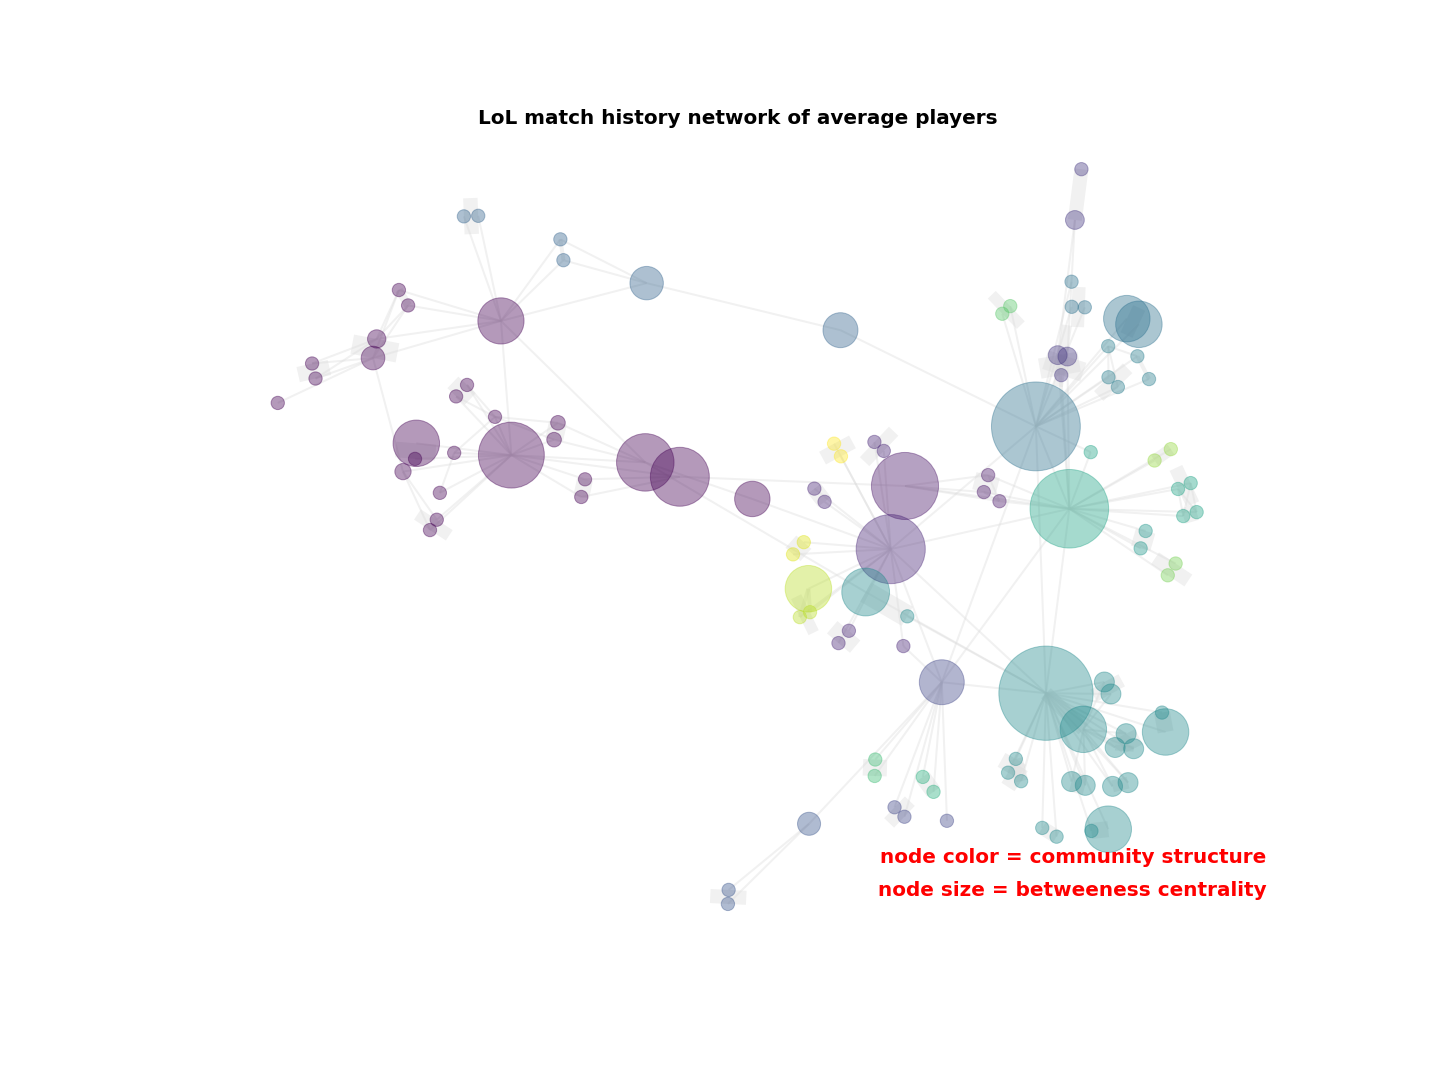 LoL match history network of average players
node color = community structure
node size = betweeness centrality